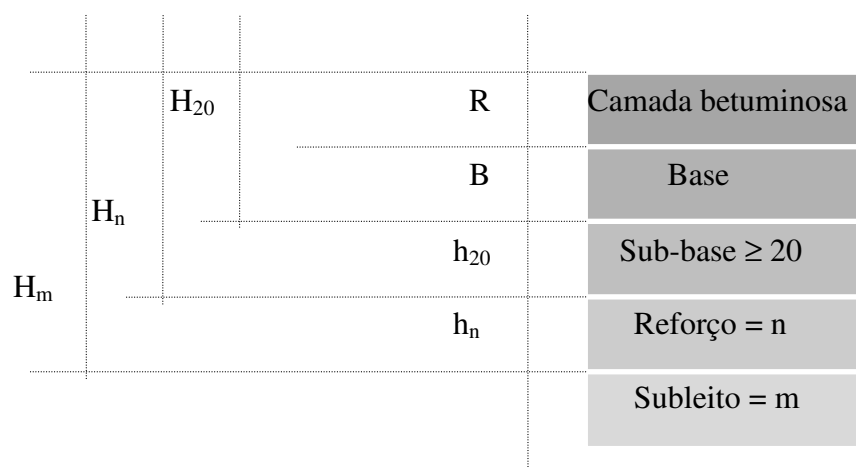 H₂₀ R Camada betuminosa
B Base
Hₙ
h₂₀ Sub-base ≥ 20
Hₘ
hₙ Reforço = n
Subleito = m